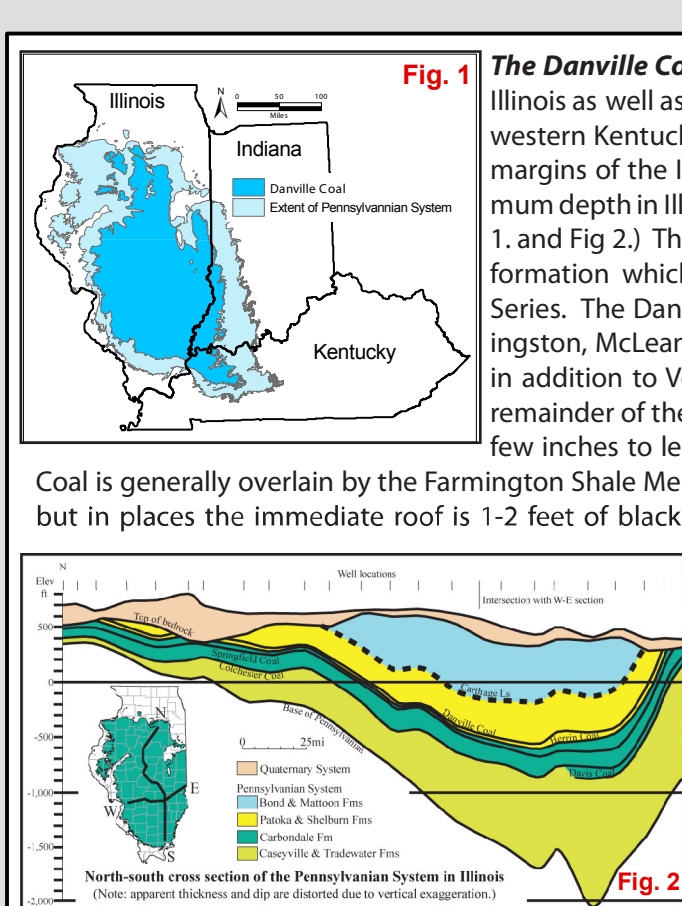 Fig. 1
Illinois
N
0 50 100
Miles
Indiana
Danville Coal
Extent of Pennsylvannian System
Kentucky
The Danville Co
Illinois as well as
western Kentuck
margins of the I
mum depth in Ill
1. and Fig 2.) Th
formation which
Series. The Dan
ingston, McLear
in addition to Ve
remainder of the
few inches to le
Coal is generally overlain by the Farmington Shale Me
but in places the immediate roof is 1-2 feet of black
N
Elev
ft
Well locations
Intersection with W-E section
500
0
-500
-1,000
-1,500
-2,000
Top of bedrock
Springfield Coal
Colchester Coal
Base of Pennsylvanian
Carthage Ls
Danville Coal
Herrin Coal
Davis Coal
N
E
W
S
0 25mi
Quaternary System
Pennsylvanian System
Bond & Mattoon Fms
Patoka & Shelburn Fms
Carbondale Fm
Caseyville & Tradewater Fms
North-south cross section of the Pennsylvanian System in Illinois
(Note: apparent thickness and dip are distorted due to vertical exaggeration.)
Fig. 2